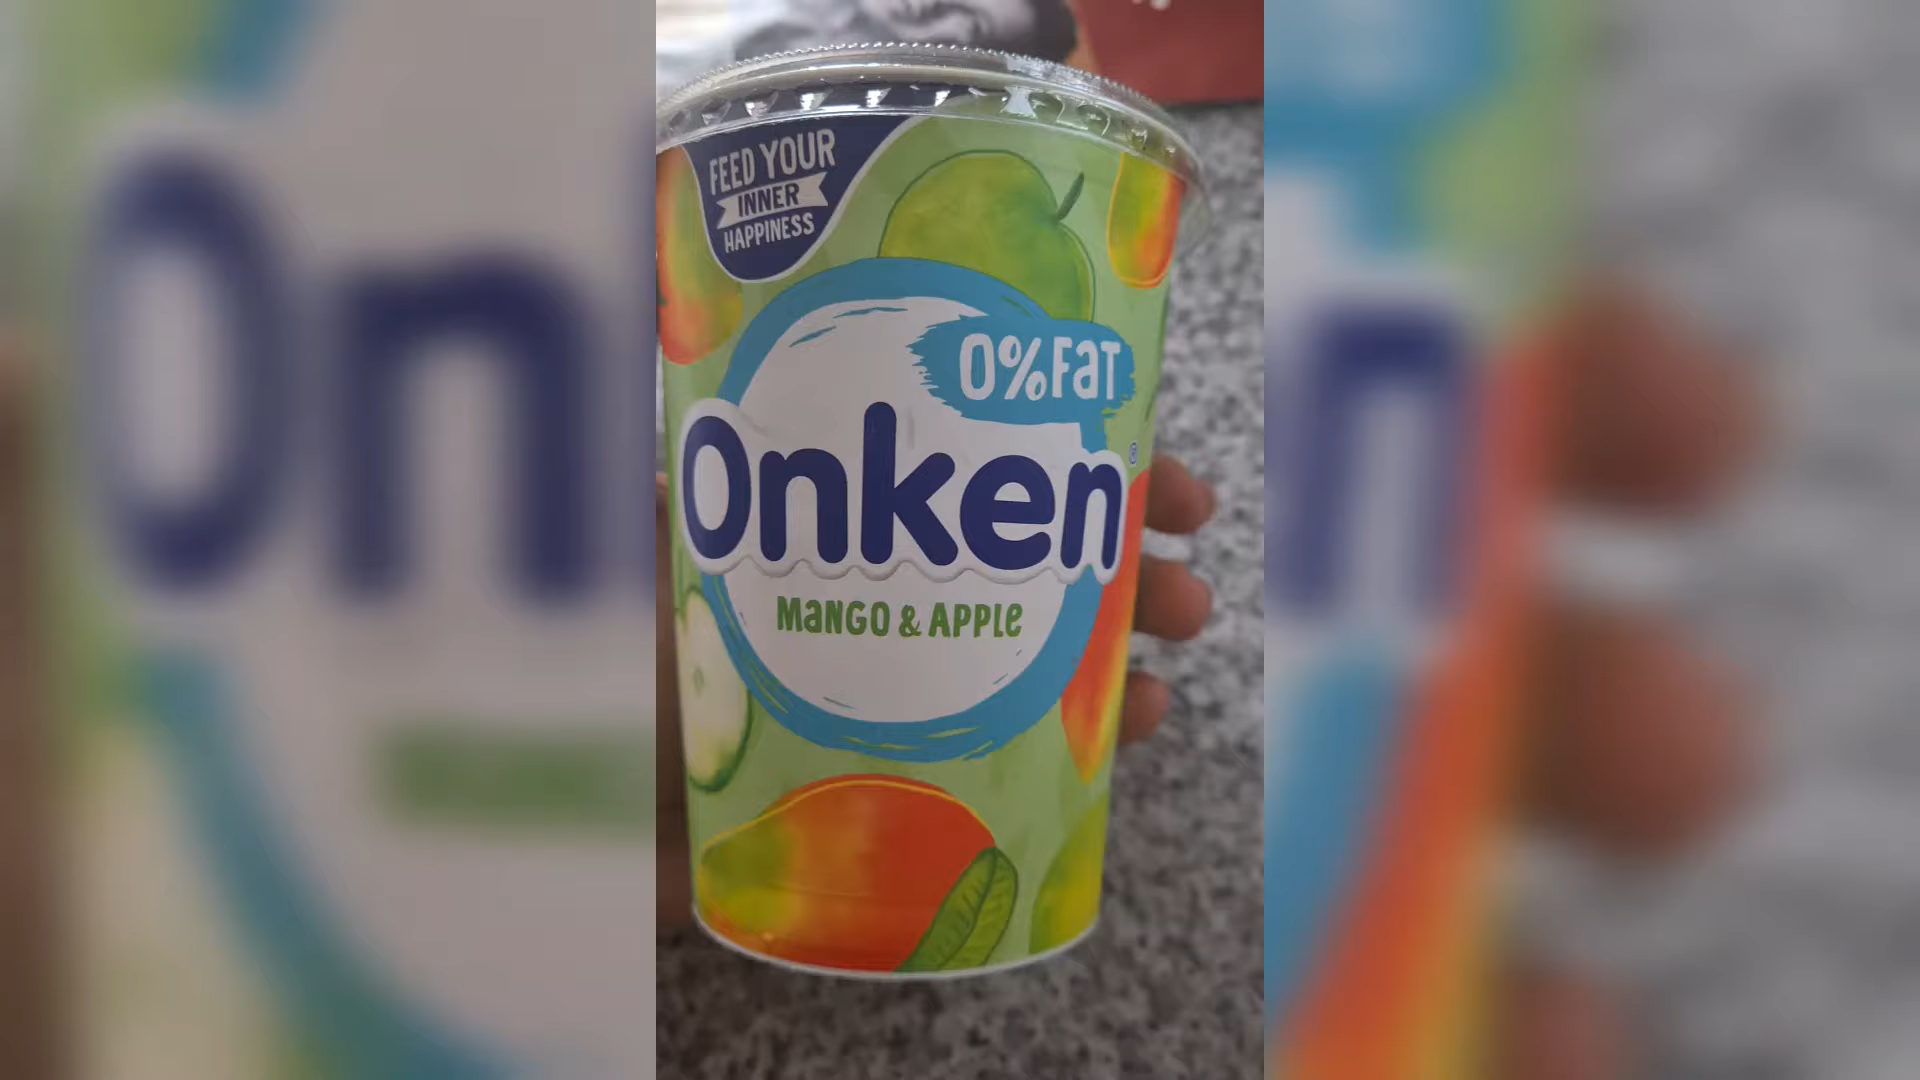 FEED YOUR
INNER
HAPPINESS
0% FaT
Onken®
MaNGO & APPLe